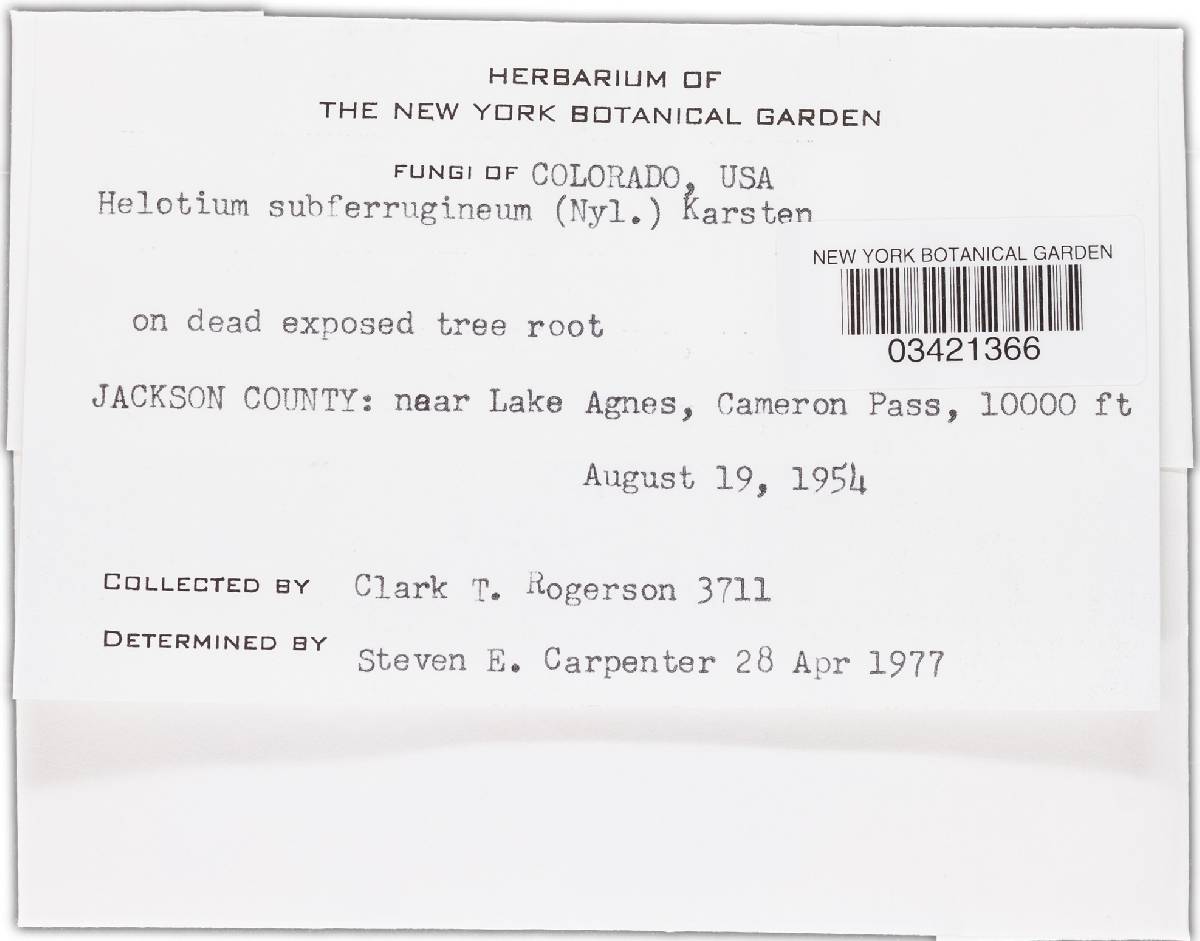 HERBARIUM OF
THE NEW YORK BOTANICAL GARDEN
FUNGI OF COLORADO, USA
Helotium subferrugineum (Nyl.) Karsten
NEW YORK BOTANICAL GARDEN
03421366
on dead exposed tree root
JACKSON COUNTY: near Lake Agnes, Cameron Pass, 10000 ft
August 19, 1954
COLLECTED BY Clark T. Rogerson 3711
DETERMINED BY Steven E. Carpenter 28 Apr 1977